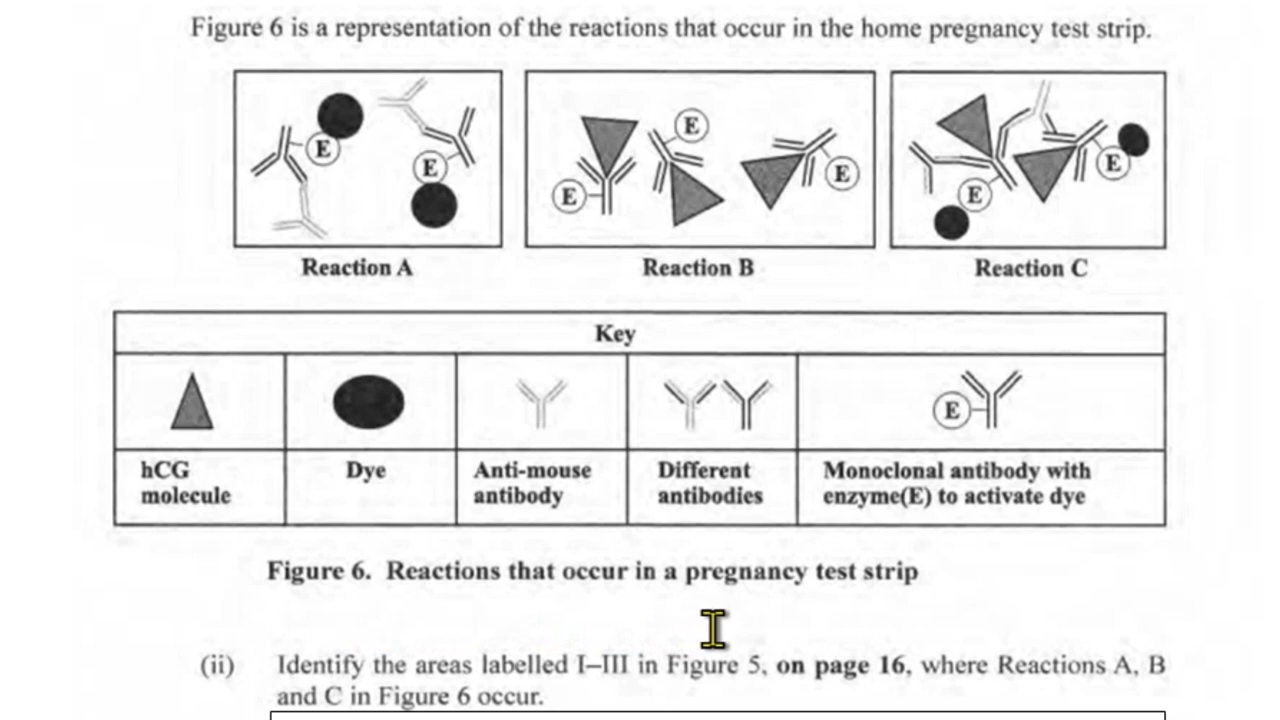 Figure 6 is a representation of the reactions that occur in the home pregnancy test strip.
E
E
E
E
E
E
E
Reaction A
Reaction B
Reaction C
Key
E
hCG
molecule
Dye
Anti-mouse
antibody
Different
antibodies
Monoclonal antibody with
enzyme(E) to activate dye
Figure 6. Reactions that occur in a pregnancy test strip
(ii) Identify the areas labelled I–III in Figure 5, on page 16, where Reactions A, B
and C in Figure 6 occur.